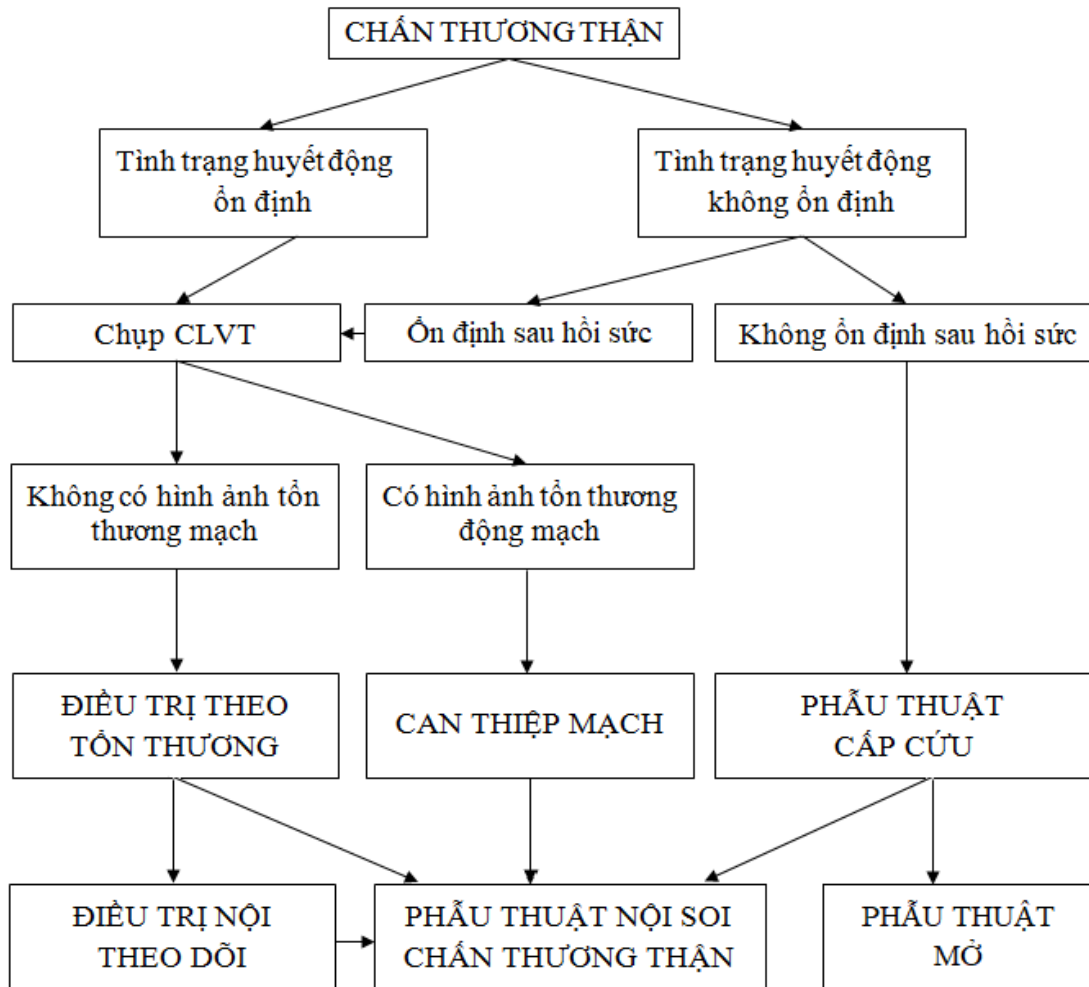 CHẤN THƯƠNG THẬN
Tình trạng huyết động
ổn định
Tình trạng huyết động
không ổn định
Chụp CLVT
Ổn định sau hồi sức
Không ổn định sau hồi sức
Không có hình ảnh tổn
thương mạch
Có hình ảnh tổn thương
động mạch
ĐIỀU TRỊ THEO
TỔN THƯƠNG
CAN THIỆP MẠCH
PHẪU THUẬT
CẤP CỨU
ĐIỀU TRỊ NỘI
THEO DÕI
PHẪU THUẬT NỘI SOI
CHẤN THƯƠNG THẬN
PHẪU THUẬT
MỞ